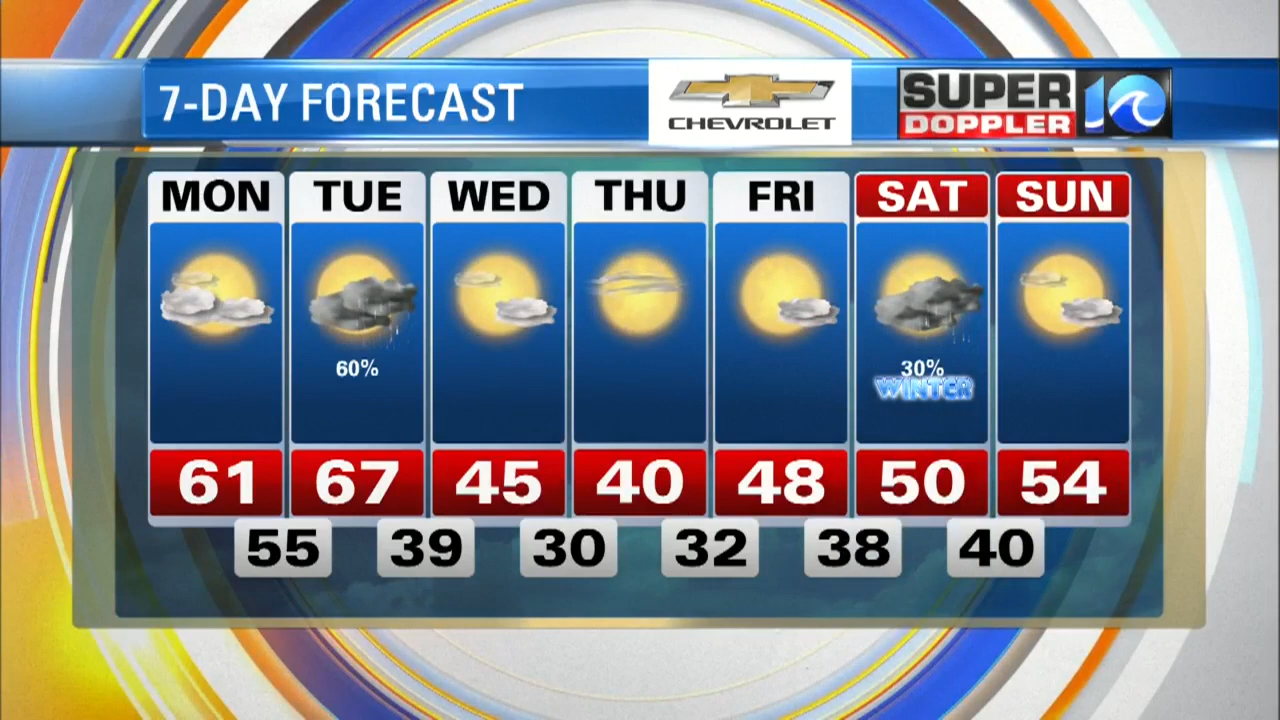 7-DAY FORECAST
CHEVROLET
SUPER
DOPPLER 10
MON TUE WED THU FRI SAT SUN
60% 30%
WINTER
61 67 45 40 48 50 54
55 39 30 32 38 40